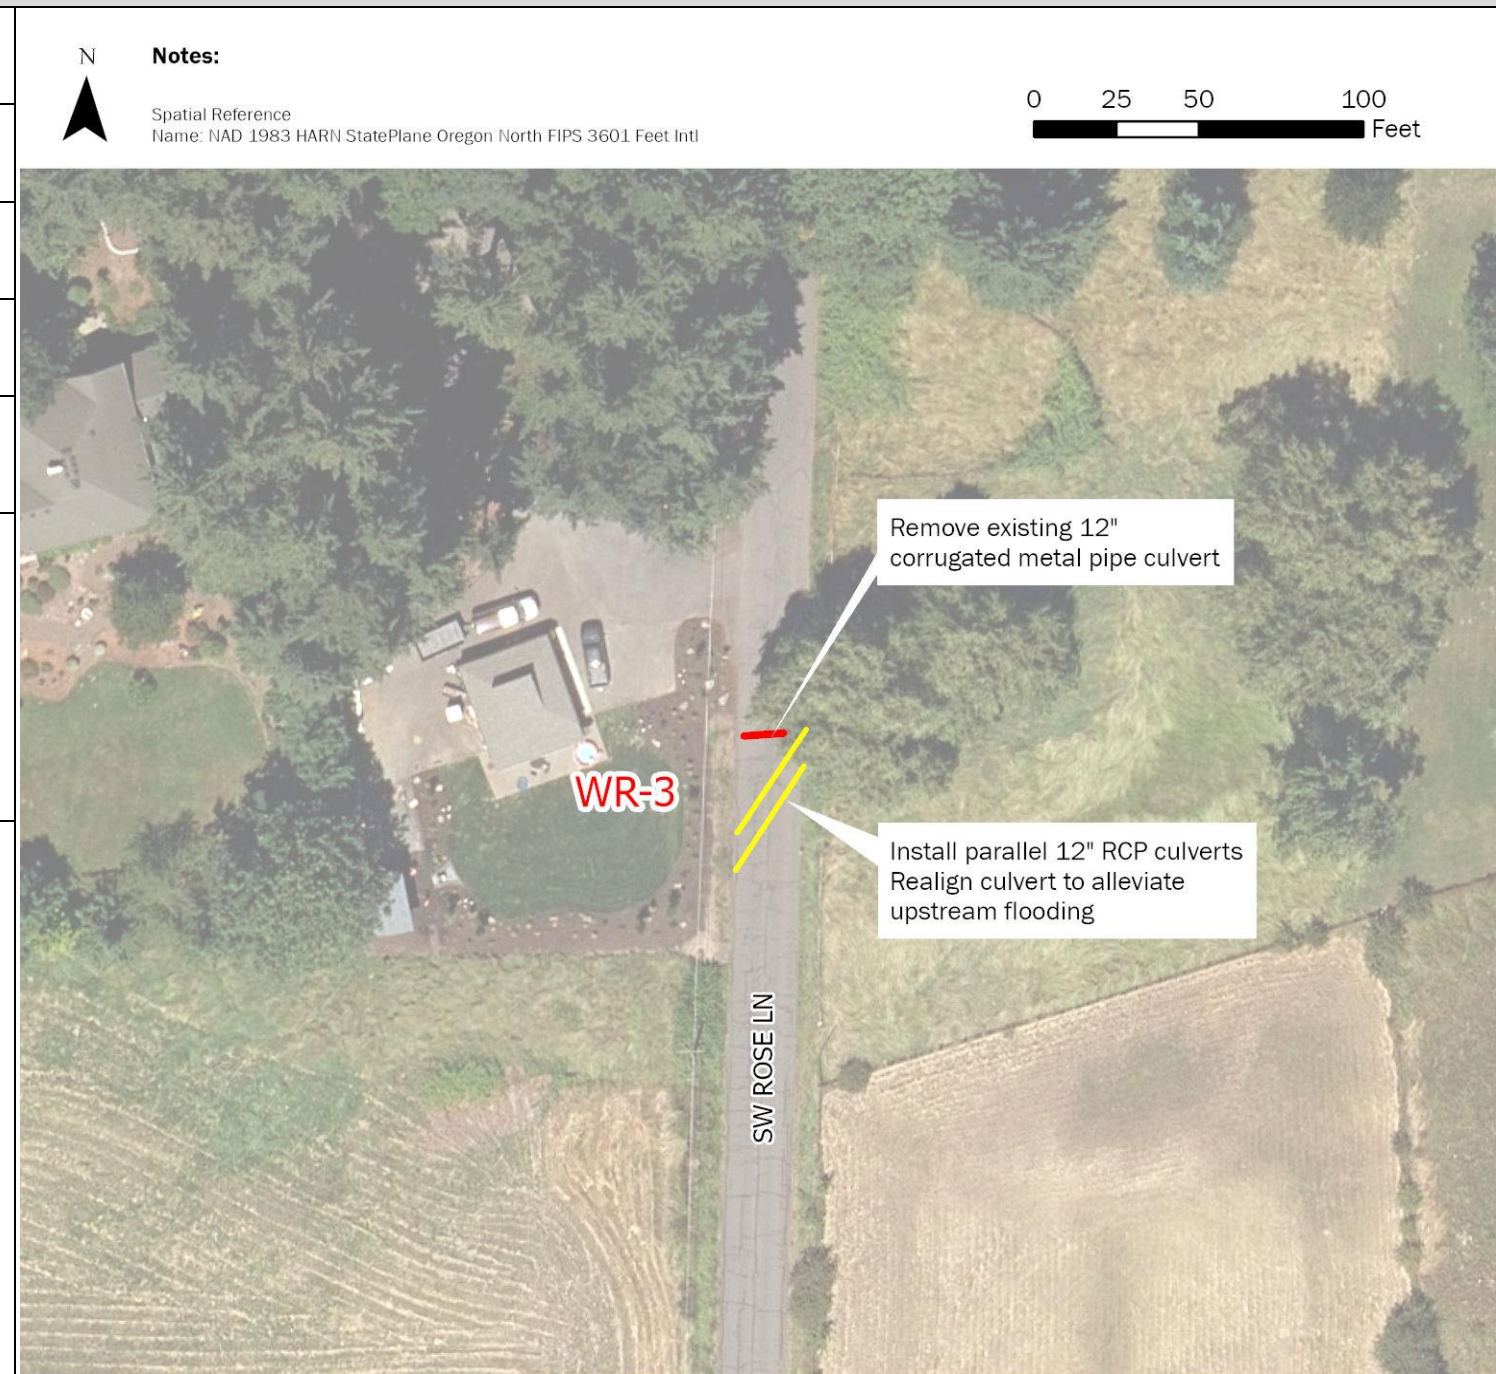 N
Notes:
Spatial Reference
Name: NAD 1983 HARN StatePlane Oregon North FIPS 3601 Feet Intl
0 25 50 100
Feet
Remove existing 12"
corrugated metal pipe culvert
WR-3
Install parallel 12" RCP culverts
Realign culvert to alleviate
upstream flooding
SW ROSE LN